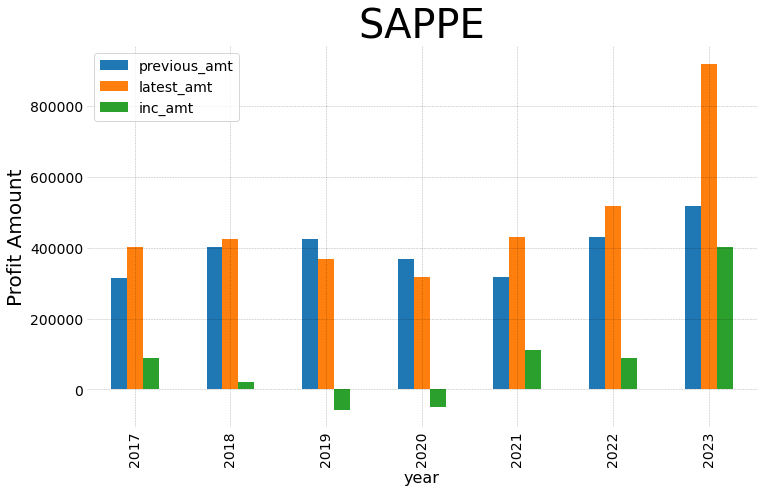 SAPPE
previous_amt
latest_amt
inc_amt
Profit Amount
800000
600000
400000
200000
0
2017
2018
2019
2020
2021
2022
2023
year